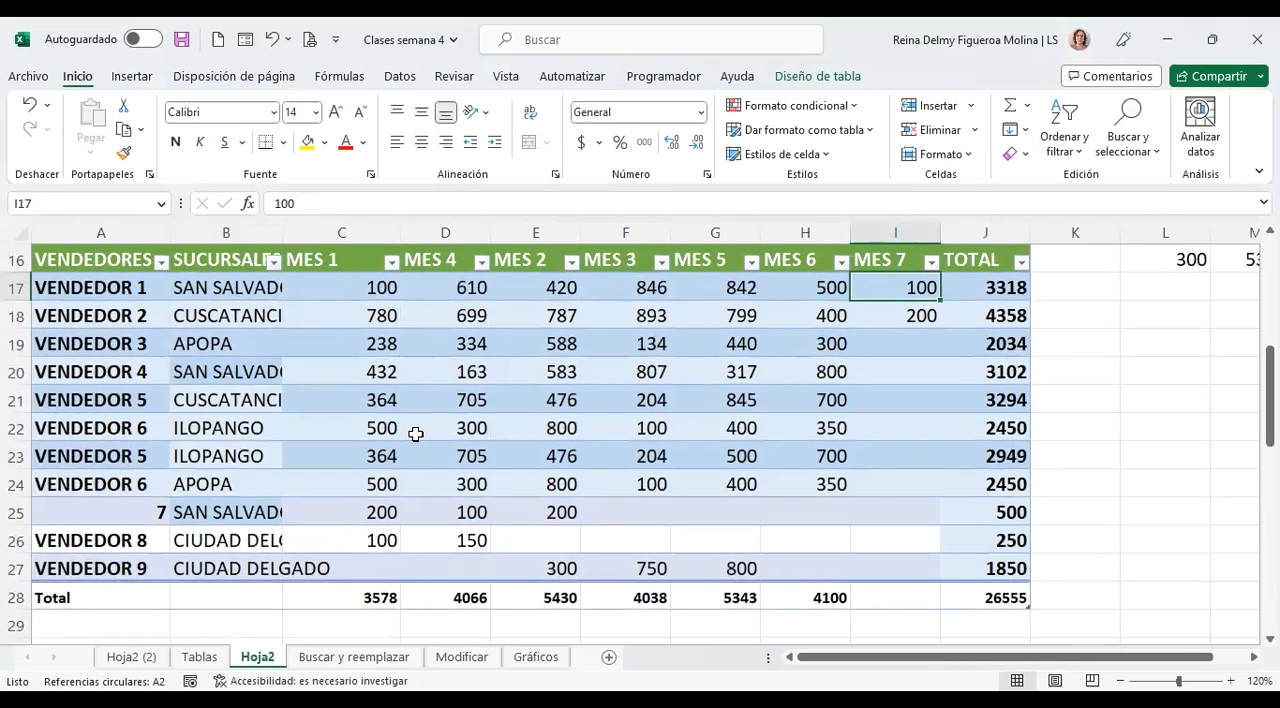 Autoguardado Clases semana 4 Buscar Reina Delmy Figueroa Molina | LS
Archivo Inicio Insertar Disposición de página Fórmulas Datos Revisar Vista Automatizar Programador Ayuda Diseño de tabla Comentarios Compartir
Pegar Calibri 14 General Formato condicional Insertar
N K S $ % 000 Dar formato como tabla Eliminar Ordenar y filtrar Buscar y seleccionar Analizar datos
Estilos de celda Formato
Deshacer Portapapeles Fuente Alineación Número Estilos Celdas Edición Análisis
I17 fx 100
A B C D E F G H I J K L M
16 VENDEDORES SUCURSALES MES 1 MES 4 MES 2 MES 3 MES 5 MES 6 MES 7 TOTAL 300 53
17 VENDEDOR 1 SAN SALVADO 100 610 420 846 842 500 100 3318
18 VENDEDOR 2 CUSCATANCI 780 699 787 893 799 400 200 4358
19 VENDEDOR 3 APOPA 238 334 588 134 440 300 2034
20 VENDEDOR 4 SAN SALVADO 432 163 583 807 317 800 3102
21 VENDEDOR 5 CUSCATANCI 364 705 476 204 845 700 3294
22 VENDEDOR 6 ILOPANGO 500 300 800 100 400 350 2450
23 VENDEDOR 5 ILOPANGO 364 705 476 204 500 700 2949
24 VENDEDOR 6 APOPA 500 300 800 100 400 350 2450
25 7 SAN SALVADO 200 100 200 500
26 VENDEDOR 8 CIUDAD DELG 100 150 250
27 VENDEDOR 9 CIUDAD DELGADO 300 750 800 1850
28 Total 3578 4066 5430 4038 5343 4100 26555
29
Hoja2 (2) Tablas Hoja2 Buscar y reemplazar Modificar Gráficos
Listo Referencias circulares: A2 Accesibilidad: es necesario investigar 120%